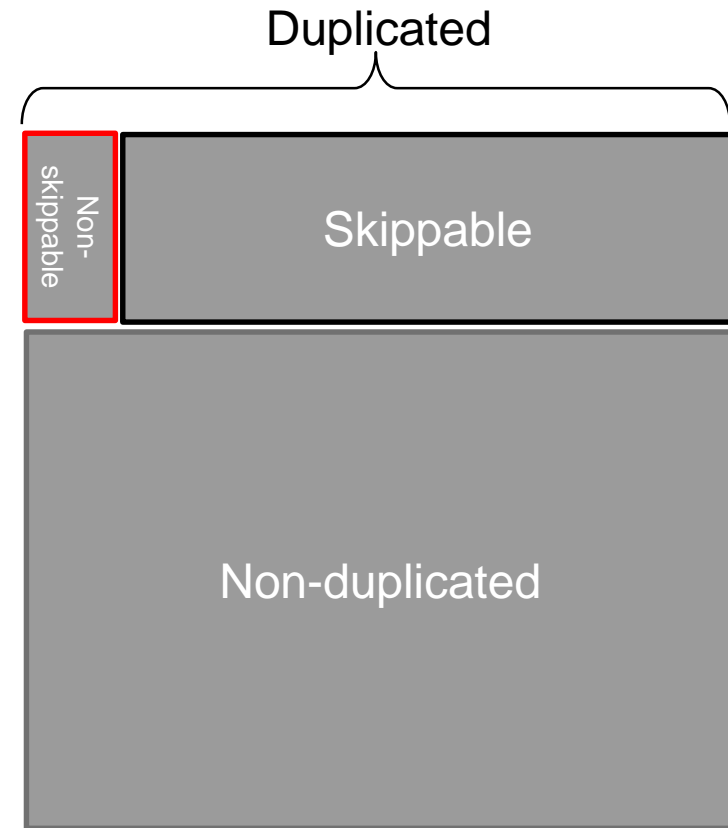 Duplicated
Non-
skippable
Skippable
Non-duplicated